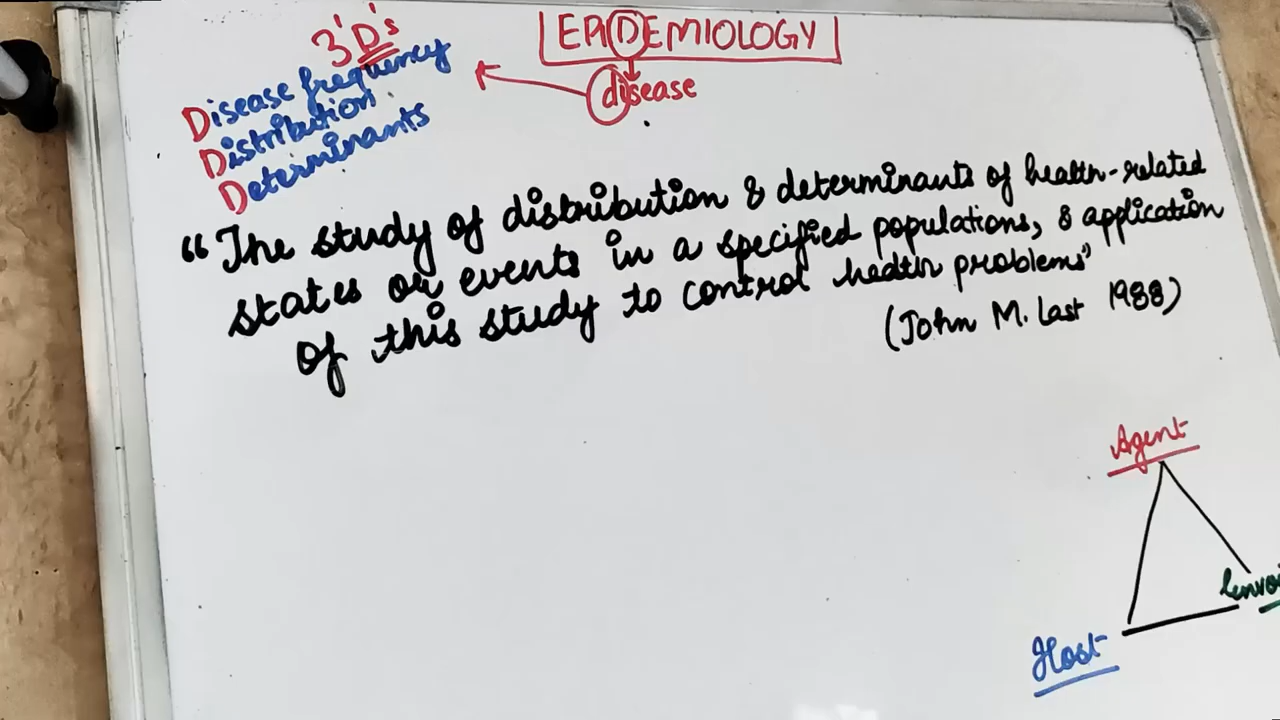 3'D's
EPIDEMIOLOGY
disease
Disease frequency
Distribution
Determinants
"The study of distribution & determinants of health-related
states or events in a specified populations, & application
of this study to control health problems"
(John M. Last 1988)
Agent
Host